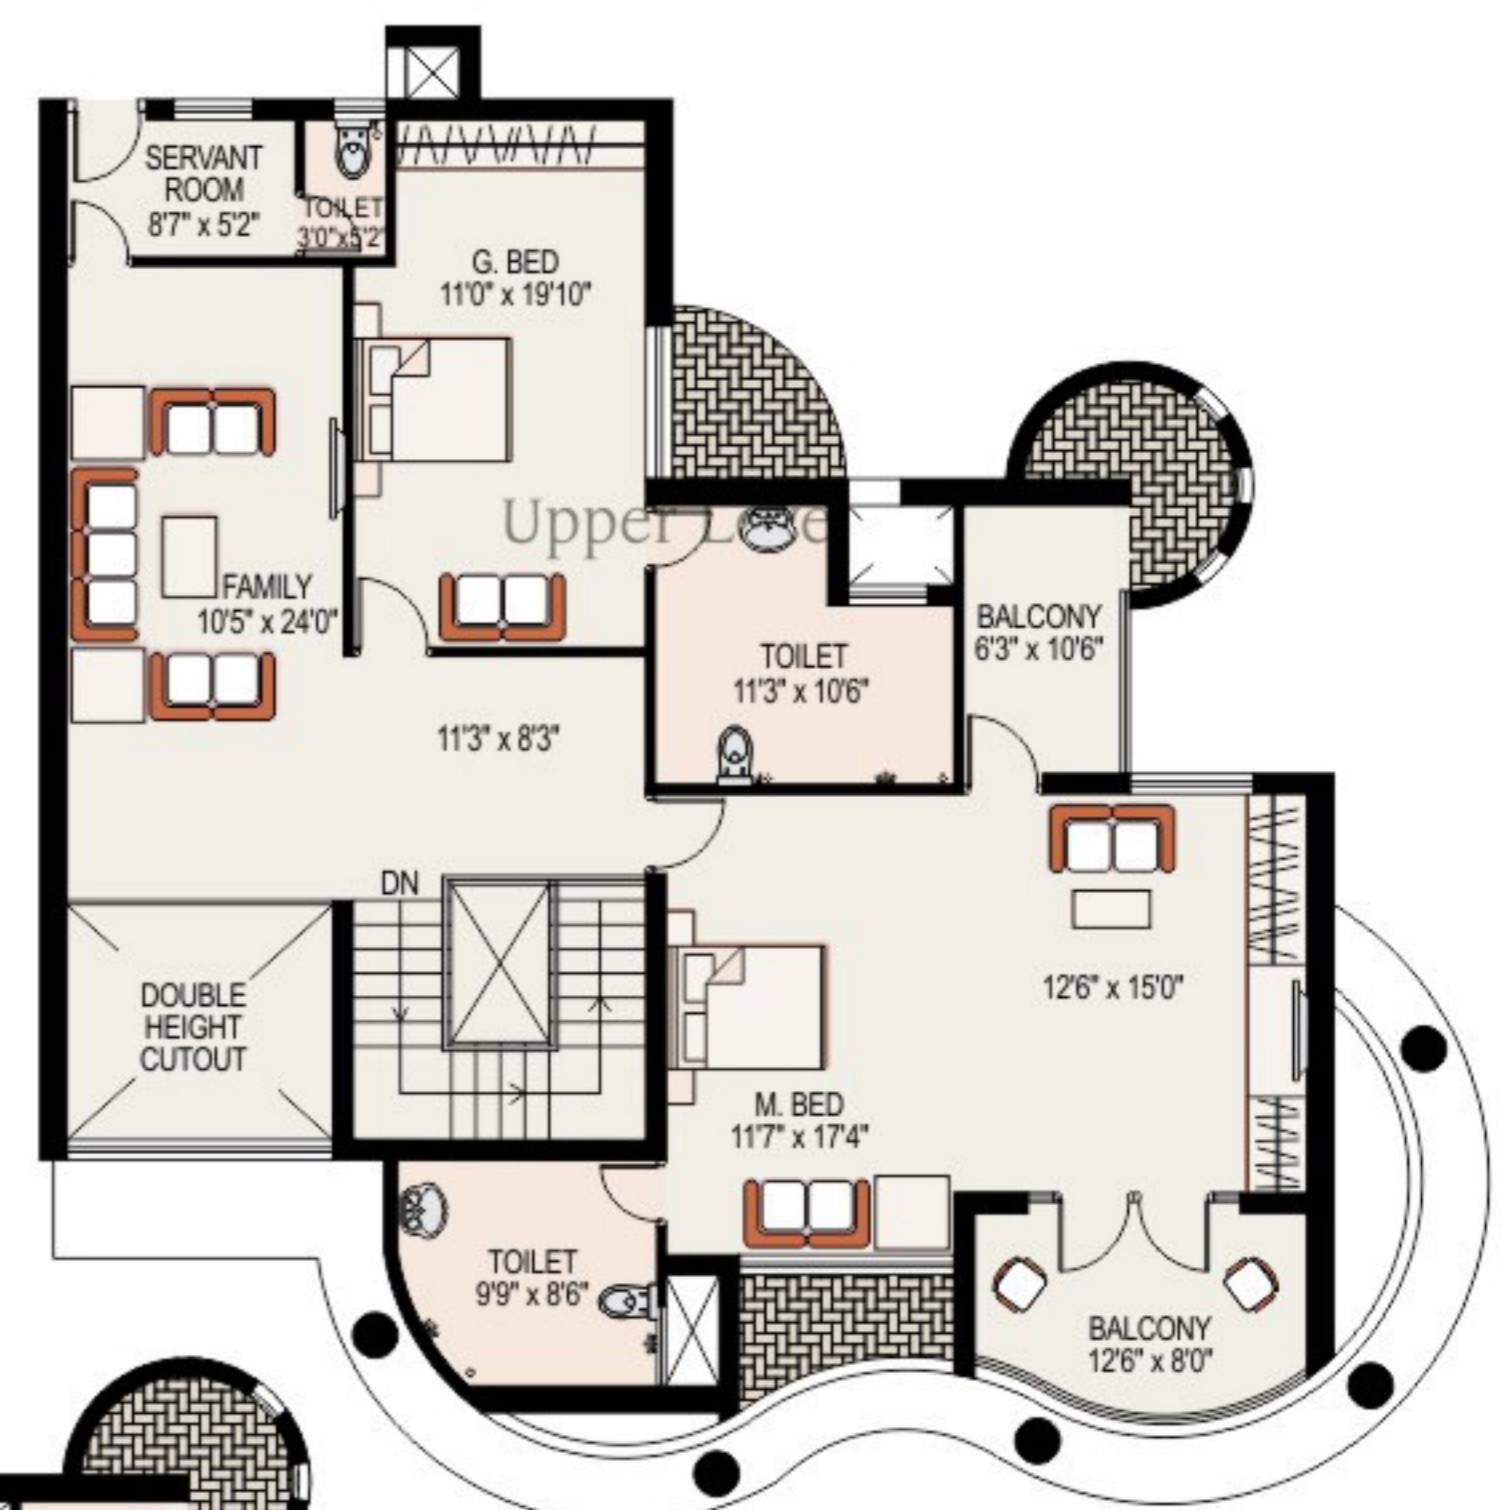 SERVANT
ROOM
8'7" x 5'2"
TOILET
3'0"x5'2"
G. BED
11'0" x 19'10"
Upper Level
FAMILY
10'5" x 24'0"
TOILET
11'3" x 10'6"
BALCONY
6'3" x 10'6"
11'3" x 8'3"
DN
DOUBLE
HEIGHT
CUTOUT
12'6" x 15'0"
M. BED
11'7" x 17'4"
TOILET
9'9" x 8'6"
BALCONY
12'6" x 8'0"